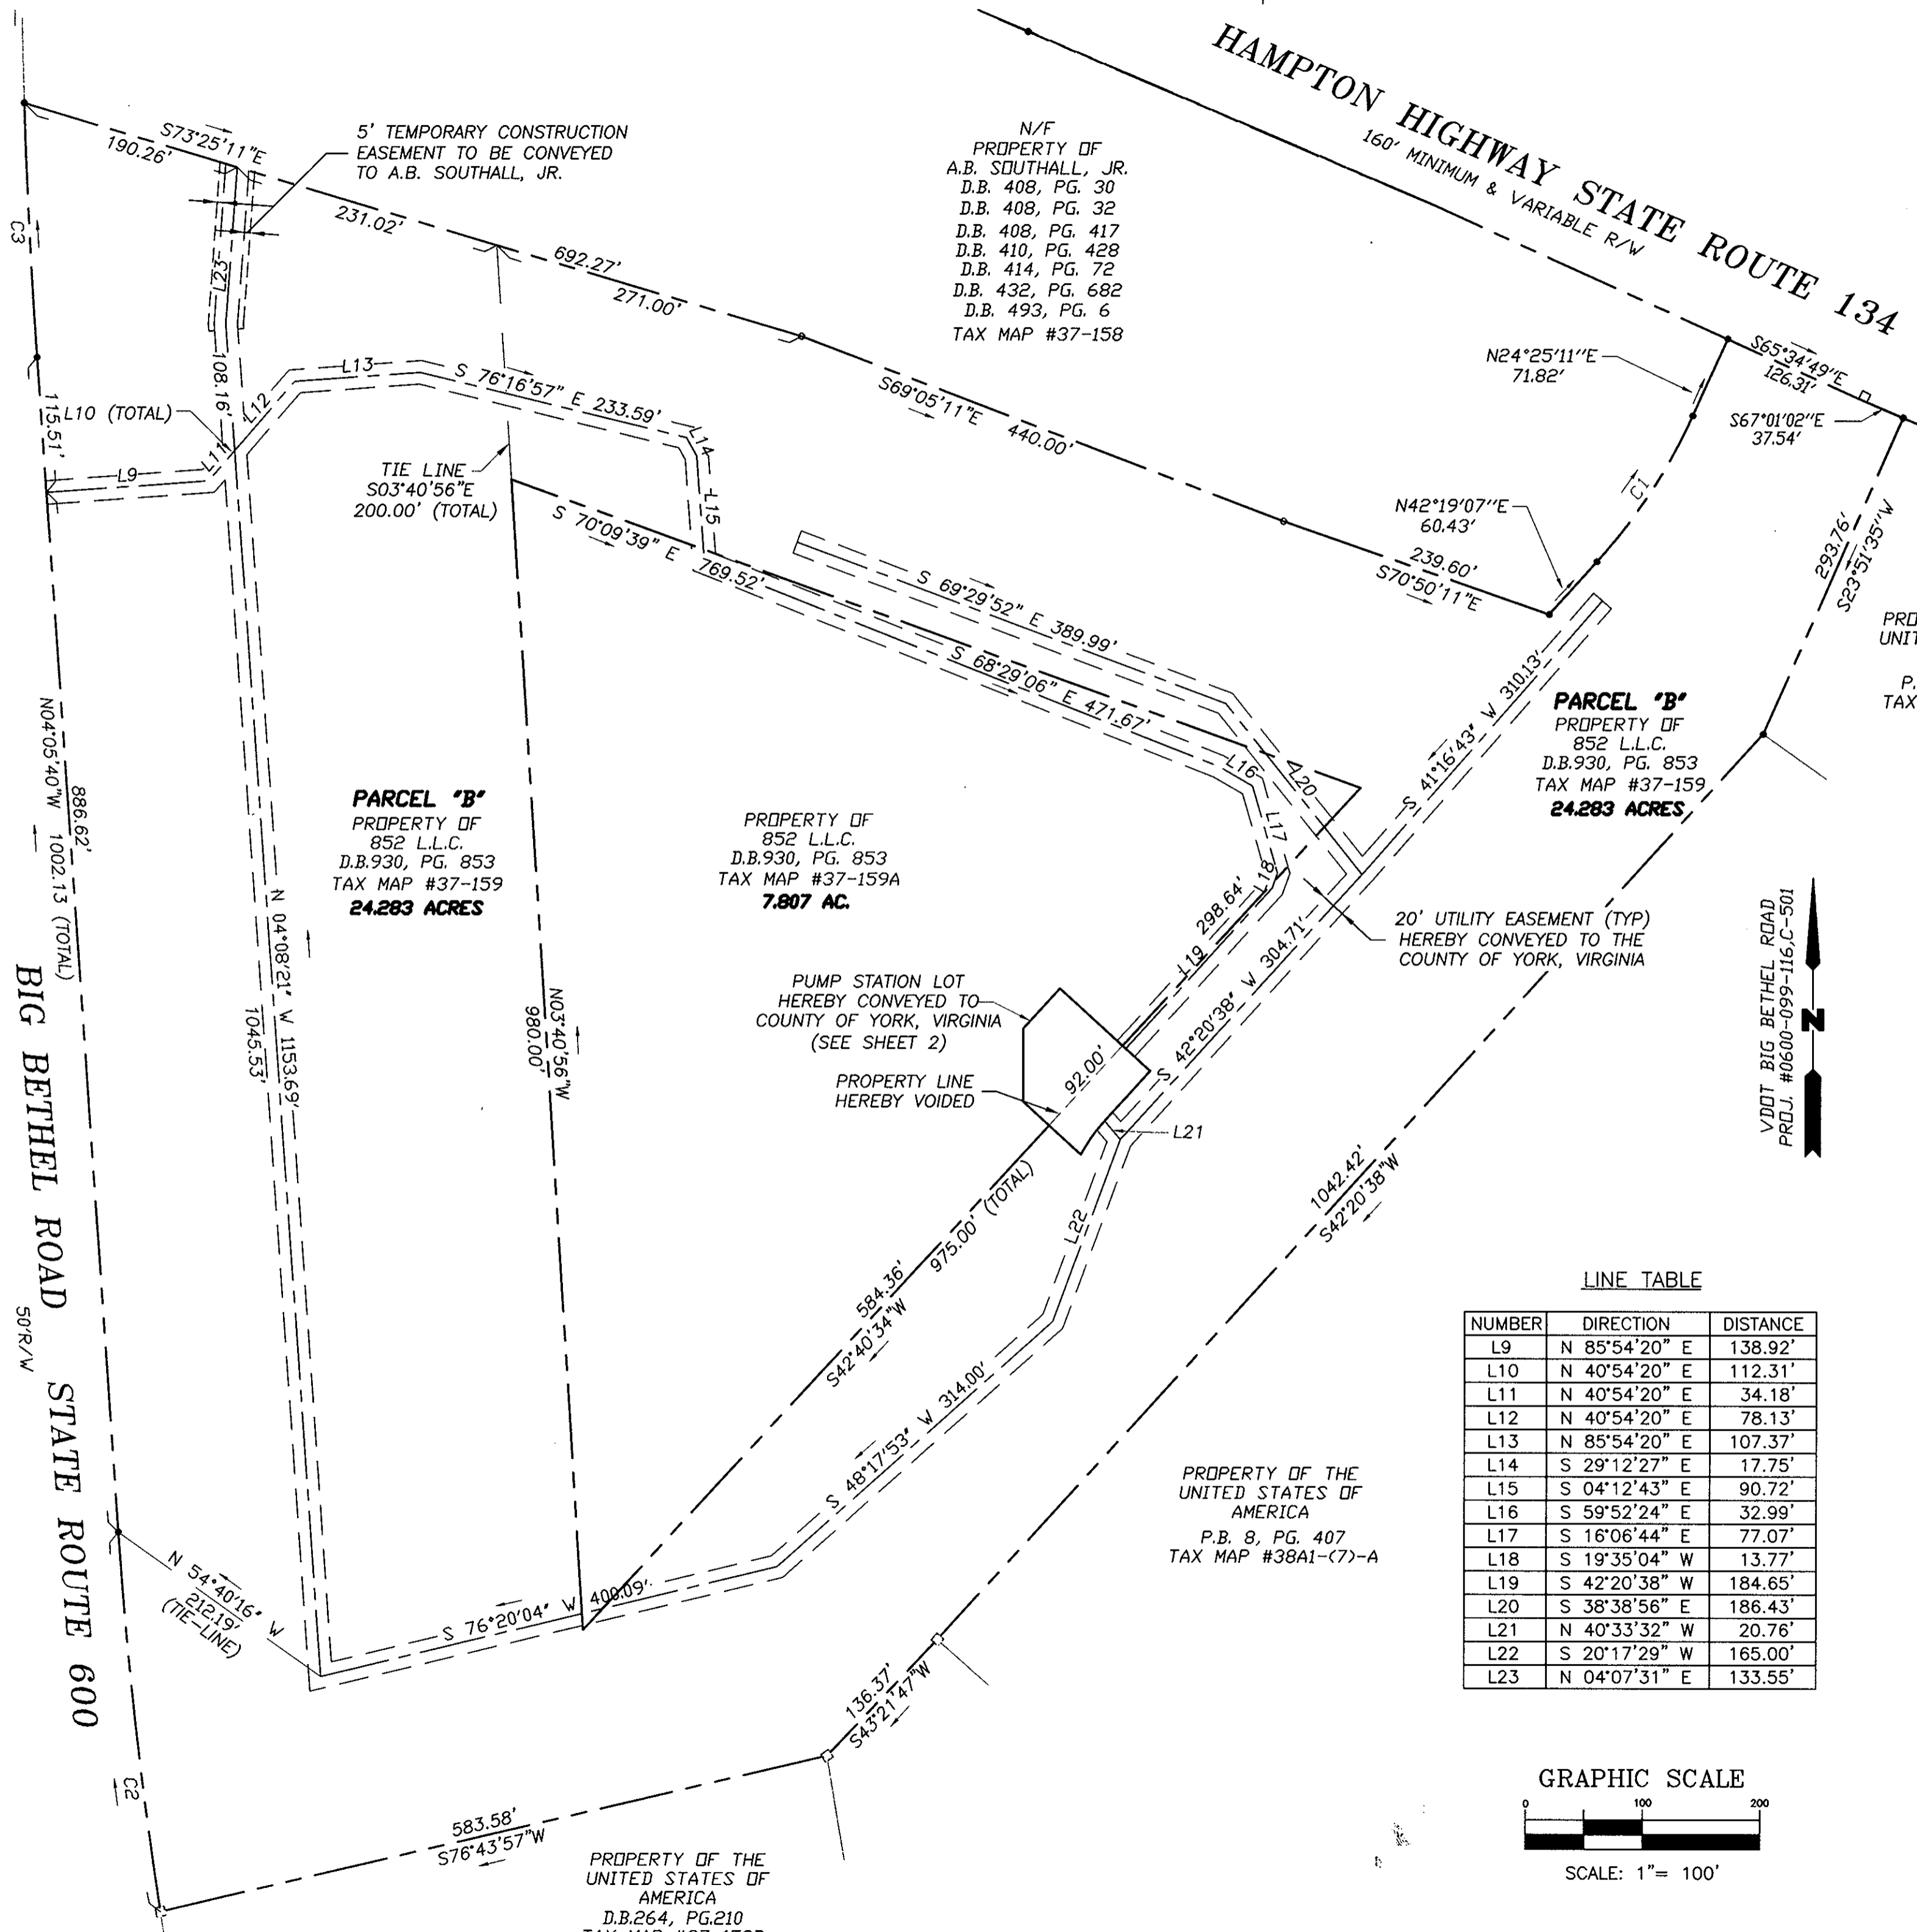 HAMPTON HIGHWAY STATE ROUTE 134
160' MINIMUM & VARIABLE R/W
S73°25'11"E
190.26'
5' TEMPORARY CONSTRUCTION
EASEMENT TO BE CONVEYED
TO A.B. SOUTHALL, JR.
N/F
PROPERTY OF
A.B. SOUTHALL, JR.
D.B. 408, PG. 30
D.B. 408, PG. 32
D.B. 408, PG. 417
D.B. 410, PG. 428
D.B. 414, PG. 72
D.B. 432, PG. 682
D.B. 493, PG. 6
TAX MAP #37-158
231.02'
692.27'
271.00'
C3
L23
108.16'
115.51'
L10 (TOTAL)
L9
L11
L12
L13
S 76°16'57" E 233.59'
L14
L15
TIE LINE
S03°40'56"E
200.00' (TOTAL)
S69°05'11"E
440.00'
N24°25'11"E
71.82'
S65°34'49"E
126.31'
S67°01'02"E
37.54'
C1
N42°19'07"E
60.43'
239.60'
S70°50'11"E
293.76'
S23°51'35"W
PRO
UNIT
P.
TAX
S 70°09'39" E
769.52'
S 69°29'52" E 389.99'
S 68°29'06" E 471.67'
L16
L17
L18
L19
L20
S 41°16'43" W 310.13'
PARCEL "B"
PROPERTY OF
852 L.L.C.
D.B.930, PG. 853
TAX MAP #37-159
24.283 ACRES
N04°05'40"W 1002.13 (TOTAL)
886.62'
PARCEL "B"
PROPERTY OF
852 L.L.C.
D.B.930, PG. 853
TAX MAP #37-159
24.283 ACRES
PROPERTY OF
852 L.L.C.
D.B.930, PG. 853
TAX MAP #37-159A
7.807 AC.
N 04°08'21" W 1153.69'
1045.53'
N03°40'56"W
980.00'
298.64'
S 42°20'38" W 304.71'
20' UTILITY EASEMENT (TYP)
HEREBY CONVEYED TO THE
COUNTY OF YORK, VIRGINIA
VDOT BIG BETHEL ROAD
PROJ. #0600-099-116,C-501
N
PUMP STATION LOT
HEREBY CONVEYED TO
COUNTY OF YORK, VIRGINIA
(SEE SHEET 2)
PROPERTY LINE
HEREBY VOIDED
92.00'
L21
L22
975.00' (TOTAL)
584.36'
S42°40'34"W
1042.42'
S42°20'38"W
BIG BETHEL ROAD STATE ROUTE 600
50'R/W
S 48°17'53" W 314.00'
S 76°20'04" W 400.09'
N 54°40'16" W
212.19'
(TIE-LINE)
PROPERTY OF THE
UNITED STATES OF
AMERICA
P.B. 8, PG. 407
TAX MAP #38A1-(7)-A
136.37'
S43°21'47"W
C2
583.58'
S76°43'57"W
PROPERTY OF THE
UNITED STATES OF
AMERICA
D.B.264, PG.210
LINE TABLE
NUMBER DIRECTION DISTANCE
L9 N 85°54'20" E 138.92'
L10 N 40°54'20" E 112.31'
L11 N 40°54'20" E 34.18'
L12 N 40°54'20" E 78.13'
L13 N 85°54'20" E 107.37'
L14 S 29°12'27" E 17.75'
L15 S 04°12'43" E 90.72'
L16 S 59°52'24" E 32.99'
L17 S 16°06'44" E 77.07'
L18 S 19°35'04" W 13.77'
L19 S 42°20'38" W 184.65'
L20 S 38°38'56" E 186.43'
L21 N 40°33'32" W 20.76'
L22 S 20°17'29" W 165.00'
L23 N 04°07'31" E 133.55'
GRAPHIC SCALE
0 100 200
SCALE: 1"= 100'